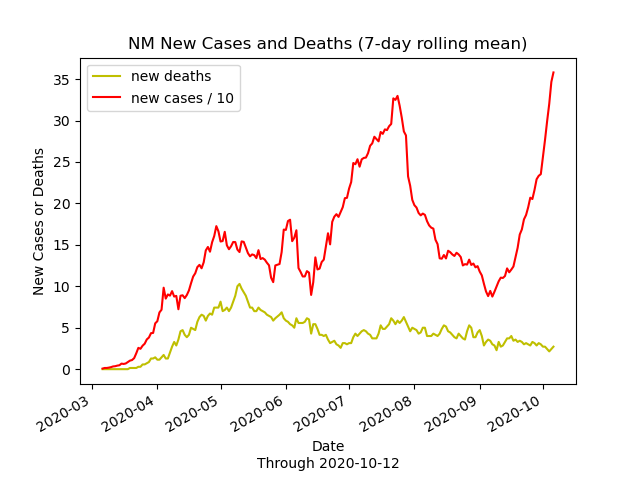 NM New Cases and Deaths (7-day rolling mean)
new deaths
new cases / 10
35
30
25
20
15
10
5
0
New Cases or Deaths
2020-03
2020-04
2020-05
2020-06
2020-07
2020-08
2020-09
2020-10
Date
Through 2020-10-12